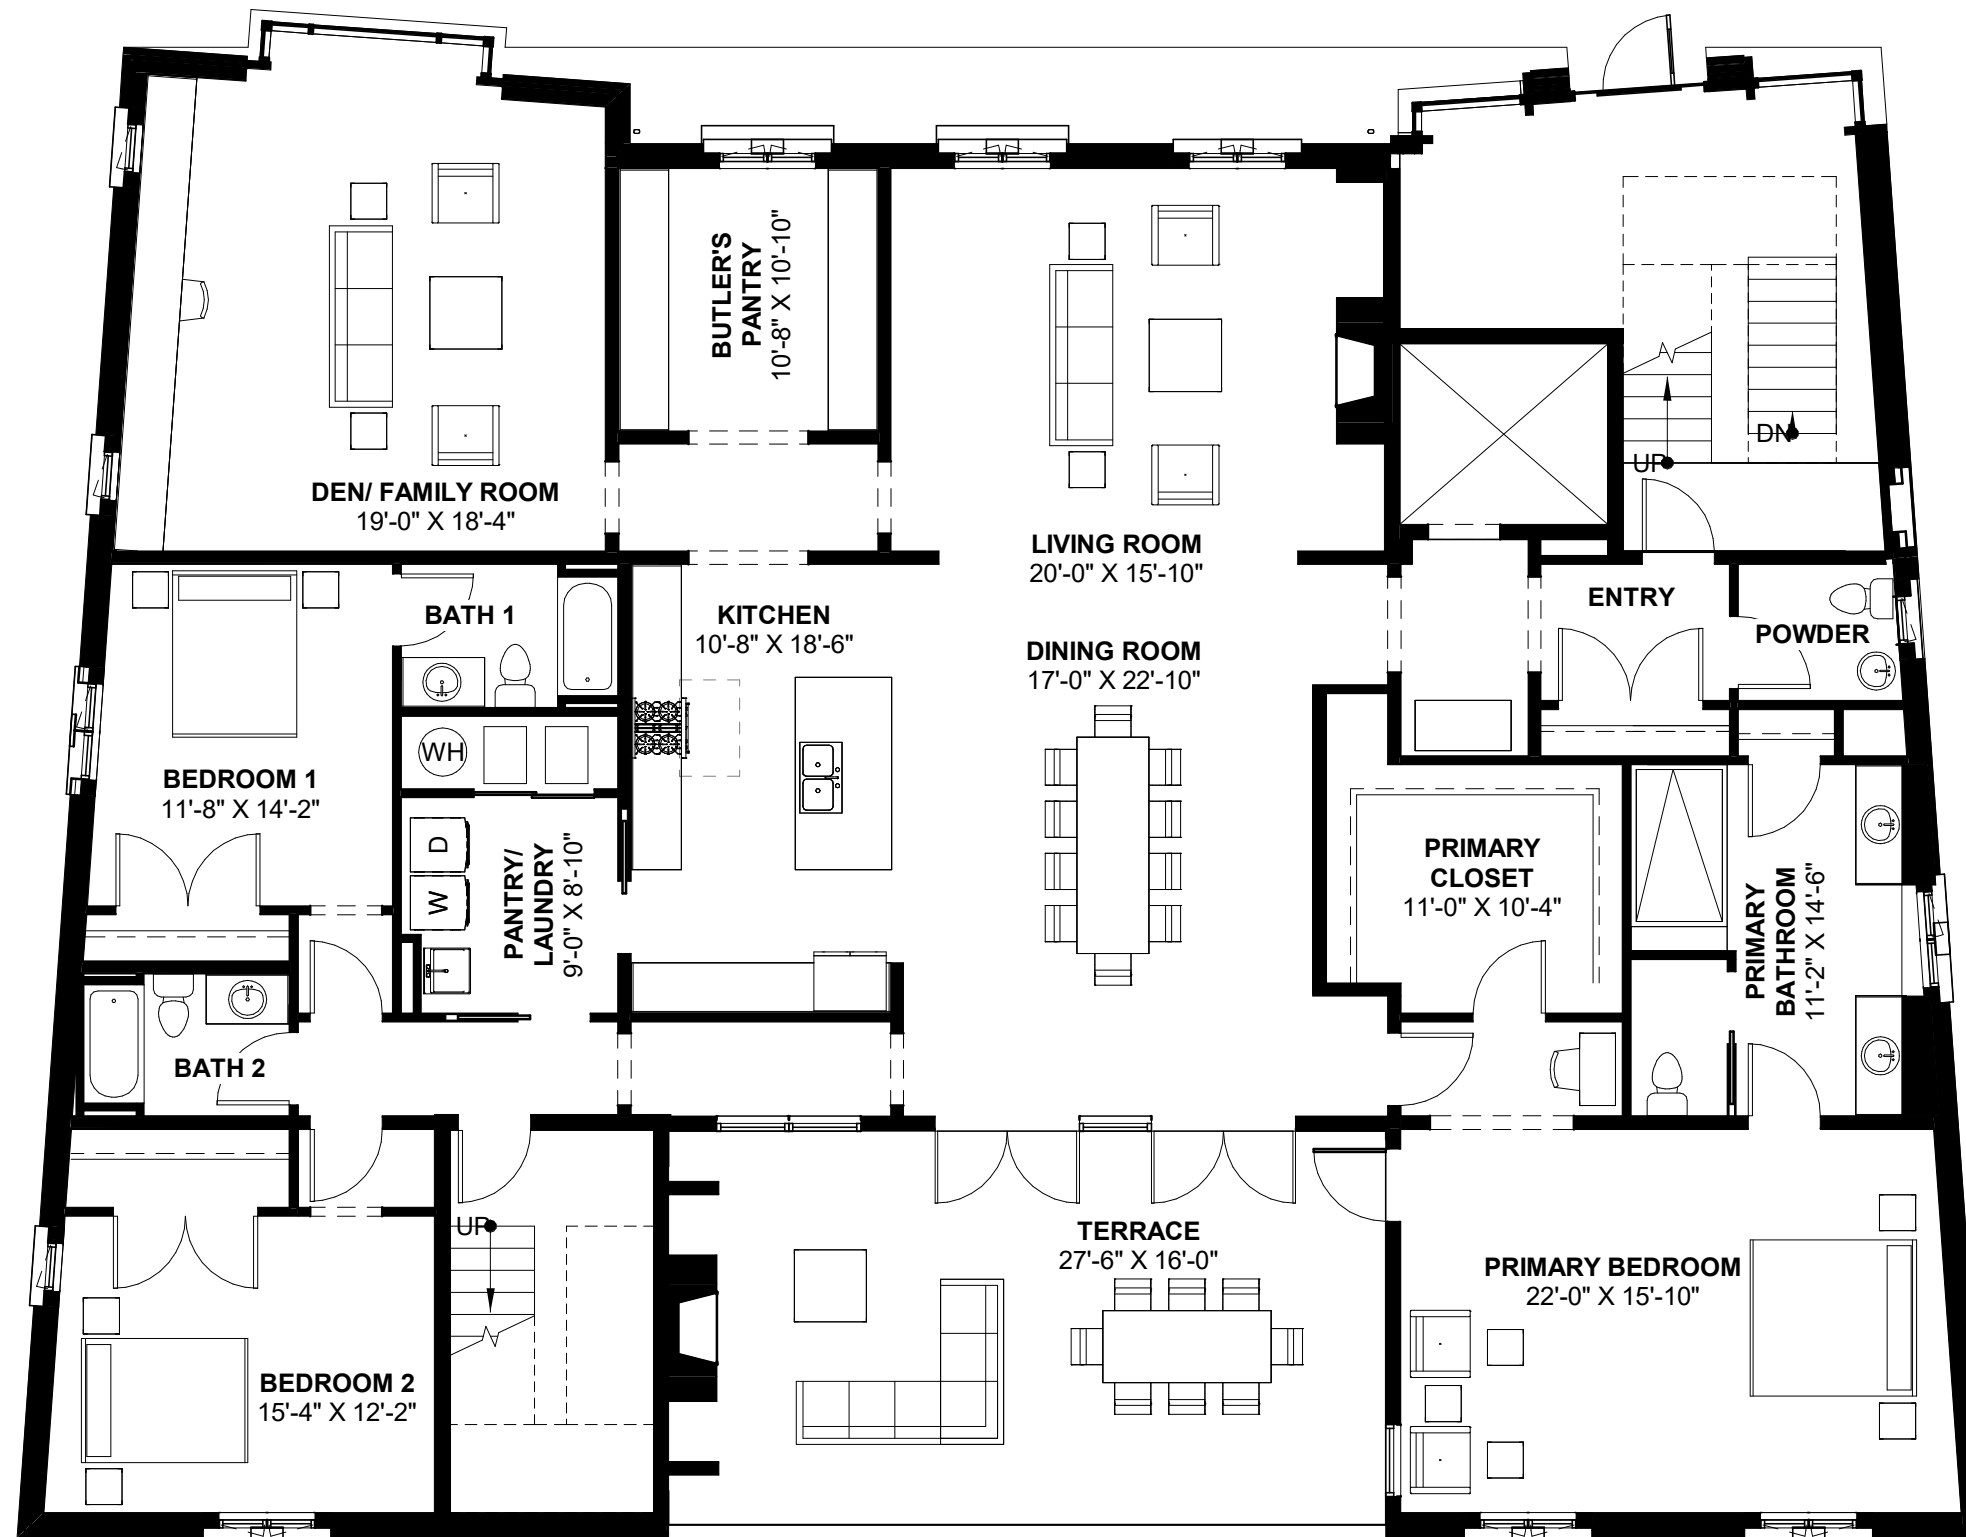 BUTLER'S
PANTRY
10'-8" X 10'-10"
DN
UP
DEN/ FAMILY ROOM
19'-0" X 18'-4"
LIVING ROOM
20'-0" X 15'-10"
ENTRY
BATH 1
KITCHEN
10'-8" X 18'-6"
POWDER
DINING ROOM
17'-0" X 22'-10"
WH
BEDROOM 1
11'-8" X 14'-2"
D
W
PANTRY/
LAUNDRY
9'-0" X 8'-10"
PRIMARY
CLOSET
11'-0" X 10'-4"
PRIMARY
BATHROOM
11'-2" X 14'-6"
BATH 2
UP
TERRACE
27'-6" X 16'-0"
PRIMARY BEDROOM
22'-0" X 15'-10"
BEDROOM 2
15'-4" X 12'-2"